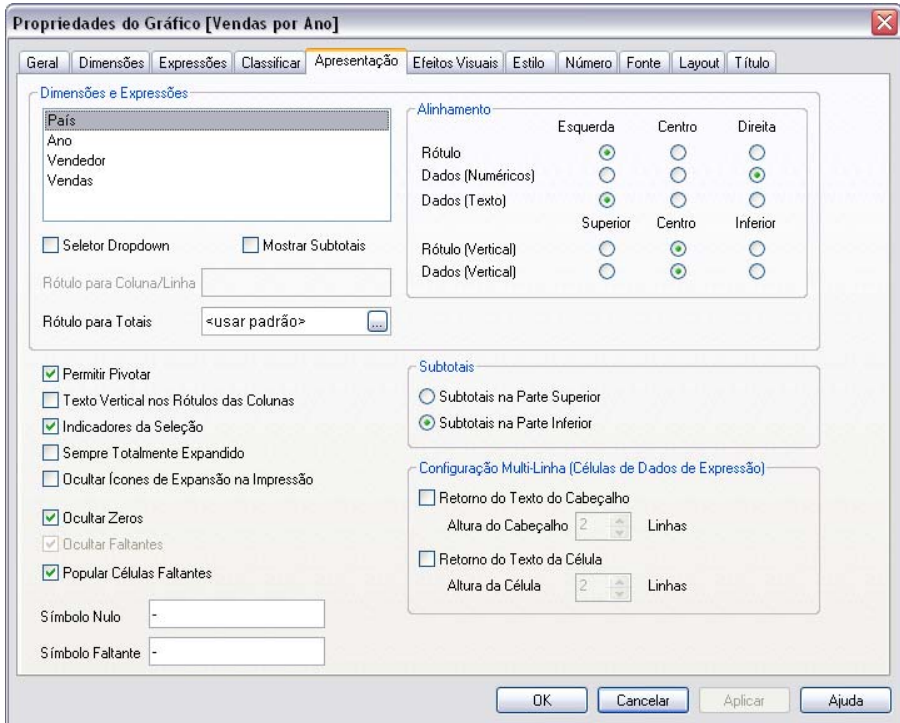 Propriedades do Gráfico [Vendas por Ano]
Geral Dimensões Expressões Classificar Apresentação Efeitos Visuais Estilo Número Fonte Layout Título
Dimensões e Expressões
País
Ano
Vendedor
Vendas
Seletor Dropdown Mostrar Subtotais
Rótulo para Coluna/Linha
Rótulo para Totais <usar padrão> ...
Alinhamento
Esquerda Centro Direita
Rótulo
Dados (Numéricos)
Dados (Texto)
Superior Centro Inferior
Rótulo (Vertical)
Dados (Vertical)
Permitir Pivotar
Texto Vertical nos Rótulos das Colunas
Indicadores da Seleção
Sempre Totalmente Expandido
Ocultar Ícones de Expansão na Impressão
Ocultar Zeros
Ocultar Faltantes
Popular Células Faltantes
Símbolo Nulo -
Símbolo Faltante -
Subtotais
Subtotais na Parte Superior
Subtotais na Parte Inferior
Configuração Multi-Linha (Células de Dados de Expressão)
Retorno do Texto do Cabeçalho
Altura do Cabeçalho 2 Linhas
Retorno do Texto da Célula
Altura da Célula 2 Linhas
OK Cancelar Aplicar Ajuda